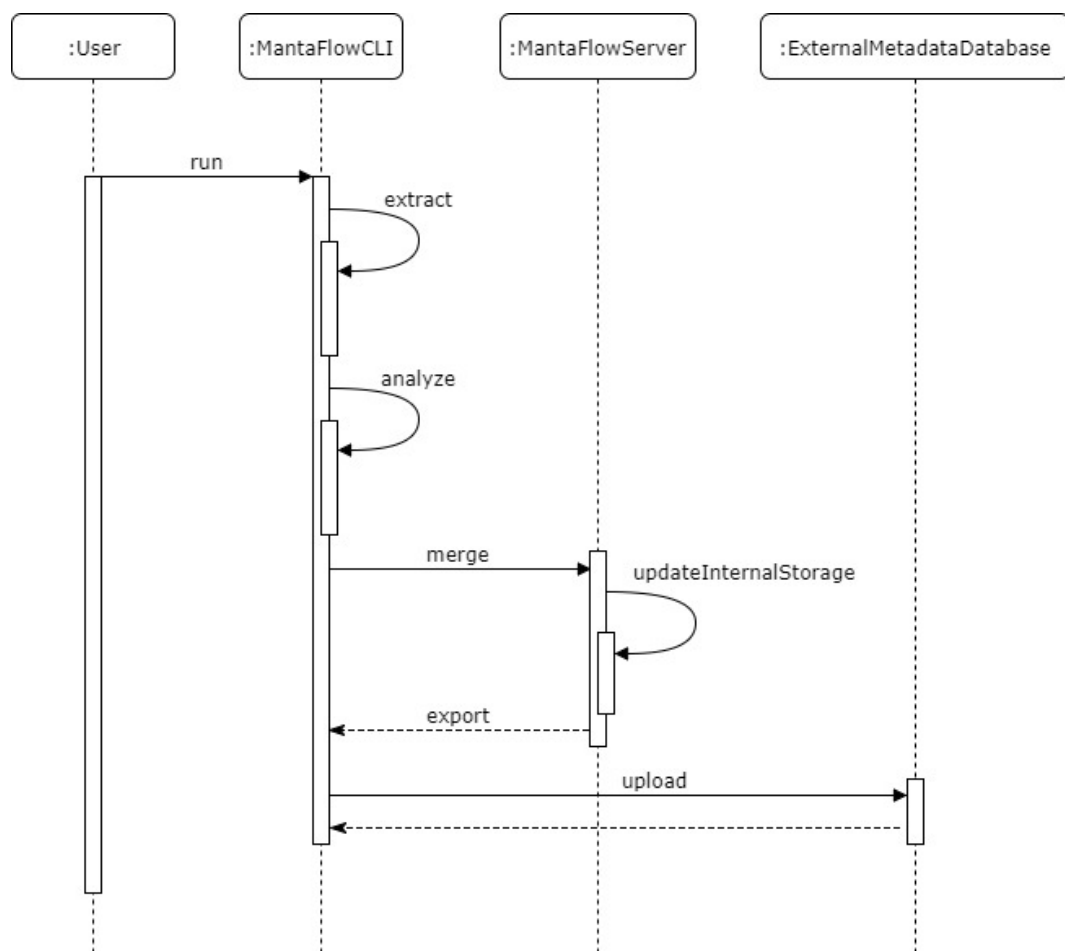 :User
:MantaFlowCLI
:MantaFlowServer
:ExternalMetadataDatabase
run
extract
analyze
merge
updateInternalStorage
export
upload